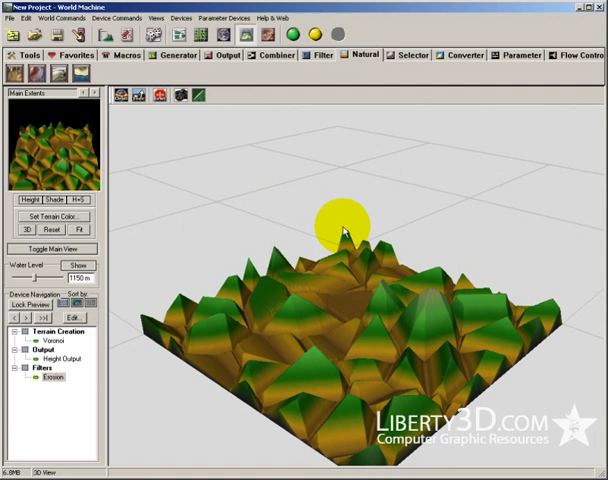 New Project - World Machine
File Edit World Commands Device Commands Views Devices Parameter Devices Help & Web
Tools Favorites Macros Generator Output Combiner Filter Natural Selector Converter Parameter Flow Contro
Main Extents
Height Shade H+S
Set Terrain Color...
3D Reset Fit
Toggle Main View
Water Level Show
1150 m
Device Navigation Sort by:
Lock Preview
< > >>| Edit...
Terrain Creation
Voronoi
Output
Height Output
Filters
Erosion
LIBERTY3D.COM
Computer Graphic Resources
6.8MB 3D View